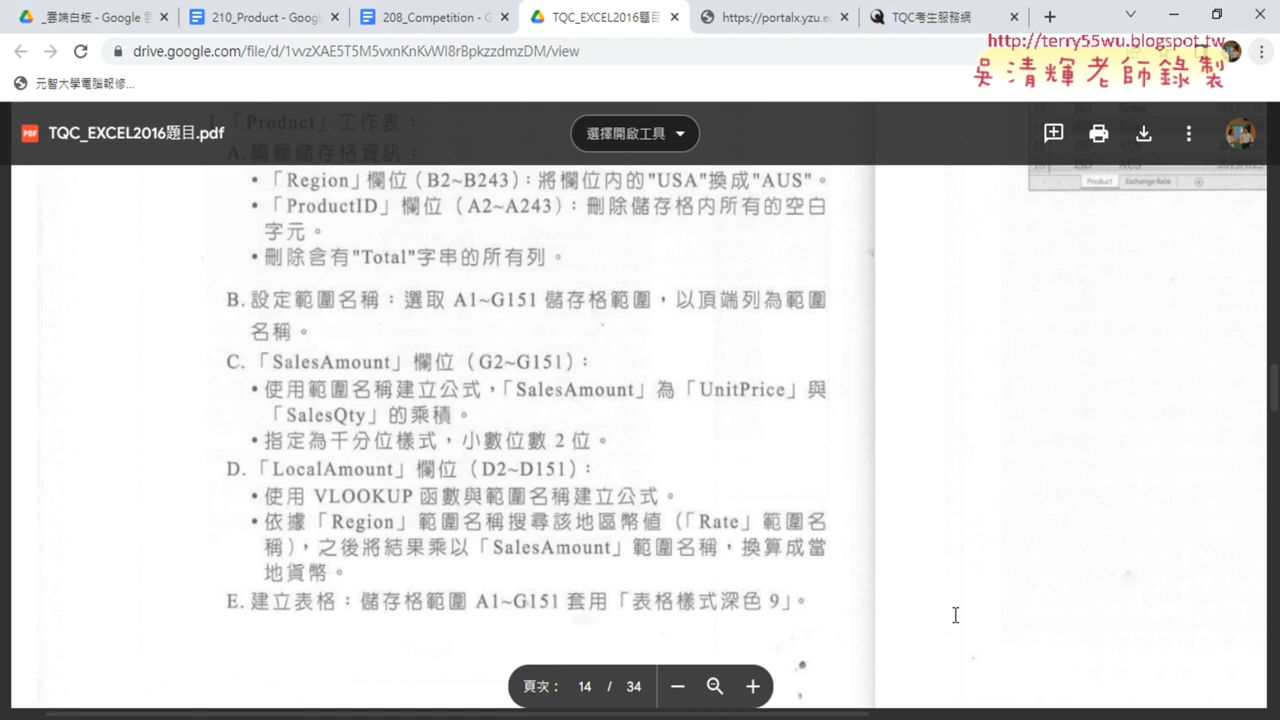 _雲端白板 - Google 雲
210_Product - Googl
208_Competition - G
TQC_EXCEL2016題目
https://portalx.yzu.e
TQC考生服務網
drive.google.com/file/d/1vvzXAE5T5M5vxnKnKvWl8rBpkzzdmzDM/view
http://terry55wu.blogspot.tw
吳清輝老師錄製
元智大學電腦報修...
TQC_EXCEL2016題目.pdf
選擇開啟工具
「Product」工作表：
A. 編輯儲存格資訊：
•「Region」欄位（B2~B243）：將欄位內的"USA"換成"AUS"。
•「ProductID」欄位（A2~A243）：刪除儲存格內所有的空白
字元。
•刪除含有"Total"字串的所有列。
B. 設定範圍名稱：選取 A1~G151 儲存格範圍，以頂端列為範圍
名稱。
C.「SalesAmount」欄位（G2~G151）：
•使用範圍名稱建立公式，「SalesAmount」為「UnitPrice」與
「SalesQty」的乘積。
•指定為千分位樣式，小數位數 2 位。
D.「LocalAmount」欄位（D2~D151）：
•使用 VLOOKUP 函數與範圍名稱建立公式。
•依據「Region」範圍名稱搜尋該地區幣值（「Rate」範圍名
稱），之後將結果乘以「SalesAmount」範圍名稱，換算成當
地貨幣。
E. 建立表格：儲存格範圍 A1~G151 套用「表格樣式深色 9」。
Product
Exchange Rate
頁次： 14 / 34